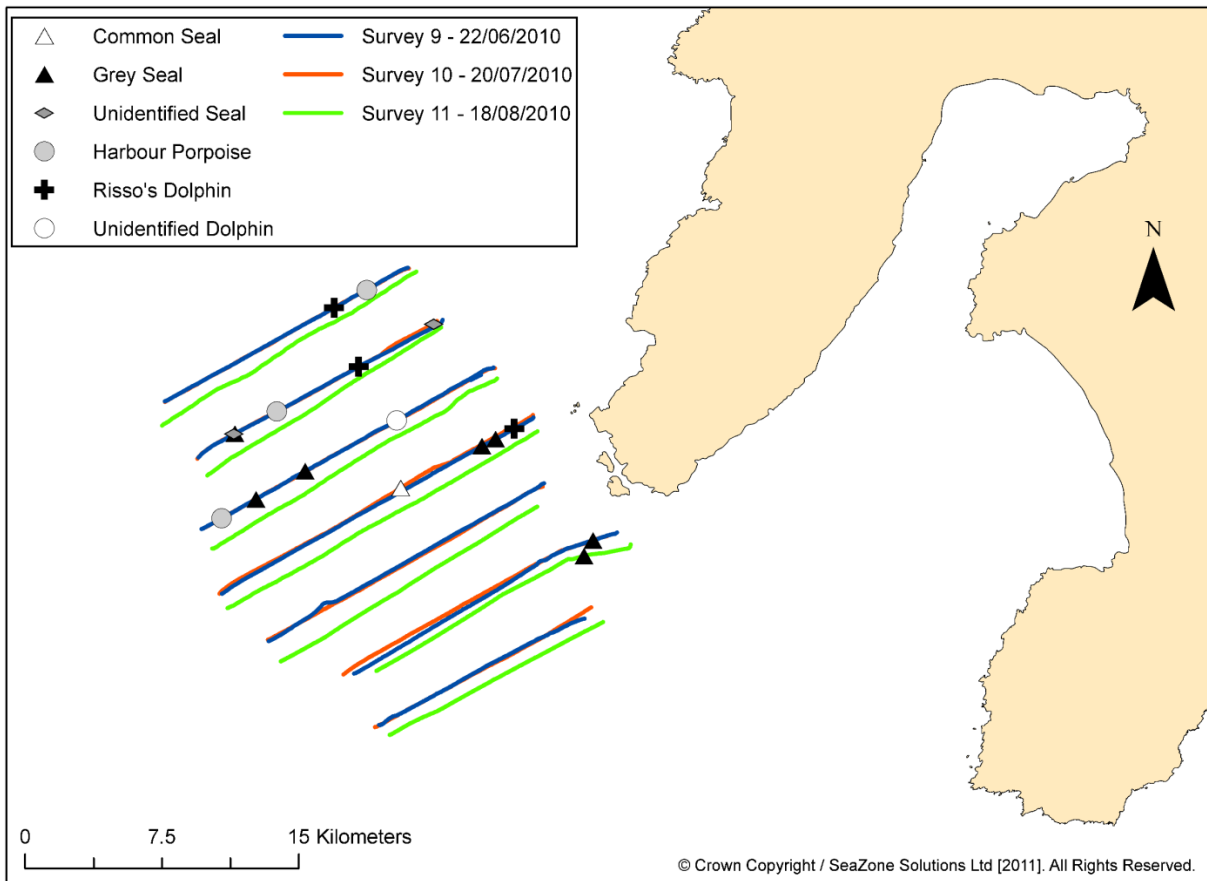 Common Seal
Grey Seal
Unidentified Seal
Harbour Porpoise
Risso's Dolphin
Unidentified Dolphin
Survey 9 - 22/06/2010
Survey 10 - 20/07/2010
Survey 11 - 18/08/2010
N
0 7.5 15 Kilometers
© Crown Copyright / SeaZone Solutions Ltd [2011]. All Rights Reserved.